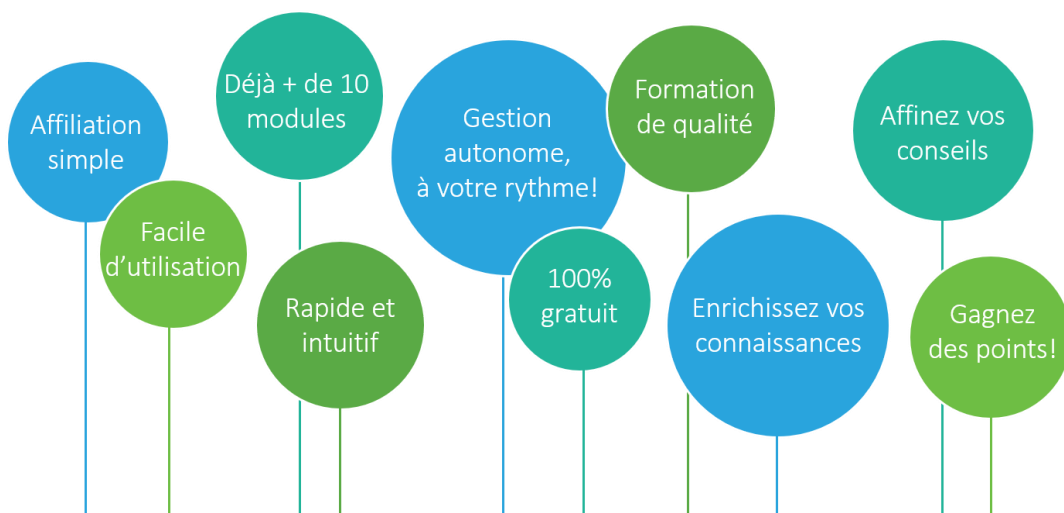 Affiliation
simple
Facile
d’utilisation
Déjà + de 10
modules
Rapide et
intuitif
Gestion
autonome,
à votre rythme!
100%
gratuit
Formation
de qualité
Enrichissez vos
connaissances
Affinez vos
conseils
Gagnez
des points!